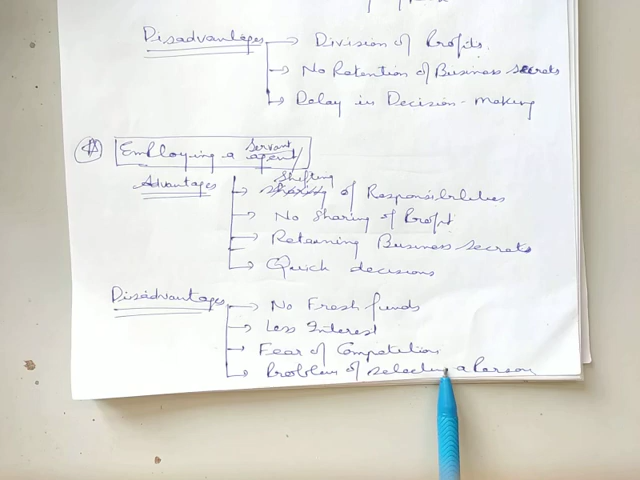 Disadvantages → Division of Profits.
→ No Retention of Business secrets
→ Delay in Decision-making
Employing a agent/ Servant
Advantages → Shifting of Responsibilities
→ No Sharing of Profit
→ Retaining Business secrets
→ Quick decisions
Disadvantages → No Fresh funds
→ Less Interest
→ Fear of Competition
→ Problem of selecting a Person